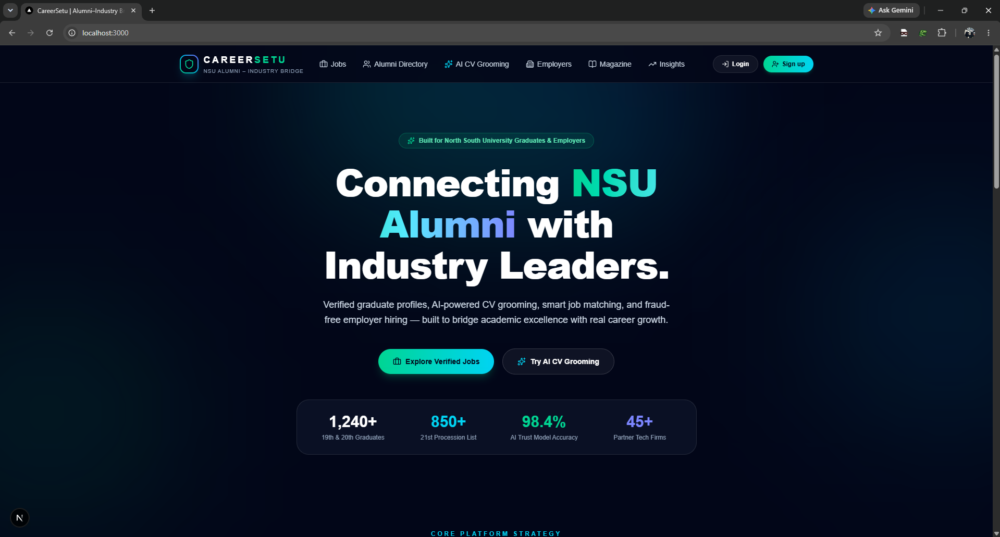 CareerSetu | Alumni–Industry B
Ask Gemini
localhost:3000
CAREERSETU
NSU ALUMNI – INDUSTRY BRIDGE
Jobs
Alumni Directory
AI CV Grooming
Employers
Magazine
Insights
Login
Sign up
Built for North South University Graduates & Employers
Connecting NSU
Alumni with
Industry Leaders.
Verified graduate profiles, AI-powered CV grooming, smart job matching, and fraud-
free employer hiring — built to bridge academic excellence with real career growth.
Explore Verified Jobs
Try AI CV Grooming
1,240+
19th & 20th Graduates
850+
21st Procession List
98.4%
AI Trust Model Accuracy
45+
Partner Tech Firms
N
CORE PLATFORM STRATEGY